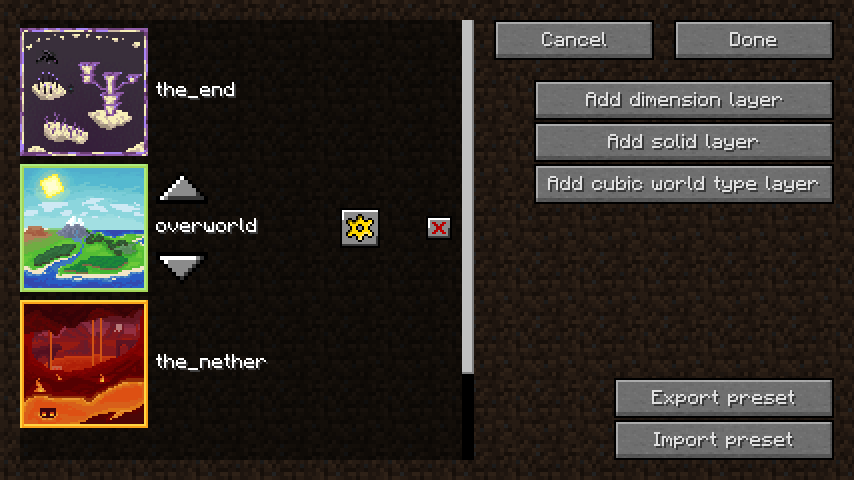 Cancel
Done
the_end
Add dimension layer
Add solid layer
Add cubic world type layer
overworld
the_nether
Export preset
Import preset